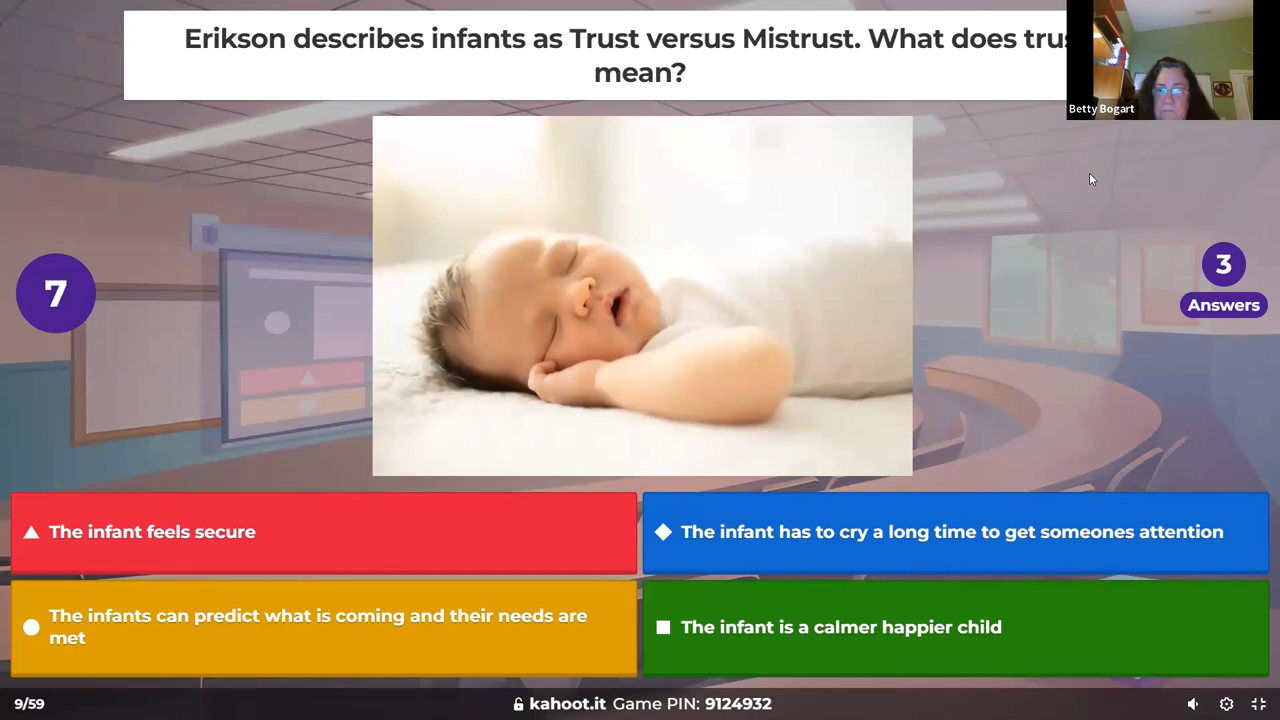 Erikson describes infants as Trust versus Mistrust. What does
mean?
Betty Bogart
7
3
Answers
The infant feels secure
The infant has to cry a long time to get someones attention
The infants can predict what is coming and their needs are
met
The infant is a calmer happier child
9/59
kahoot.it Game PIN: 9124932